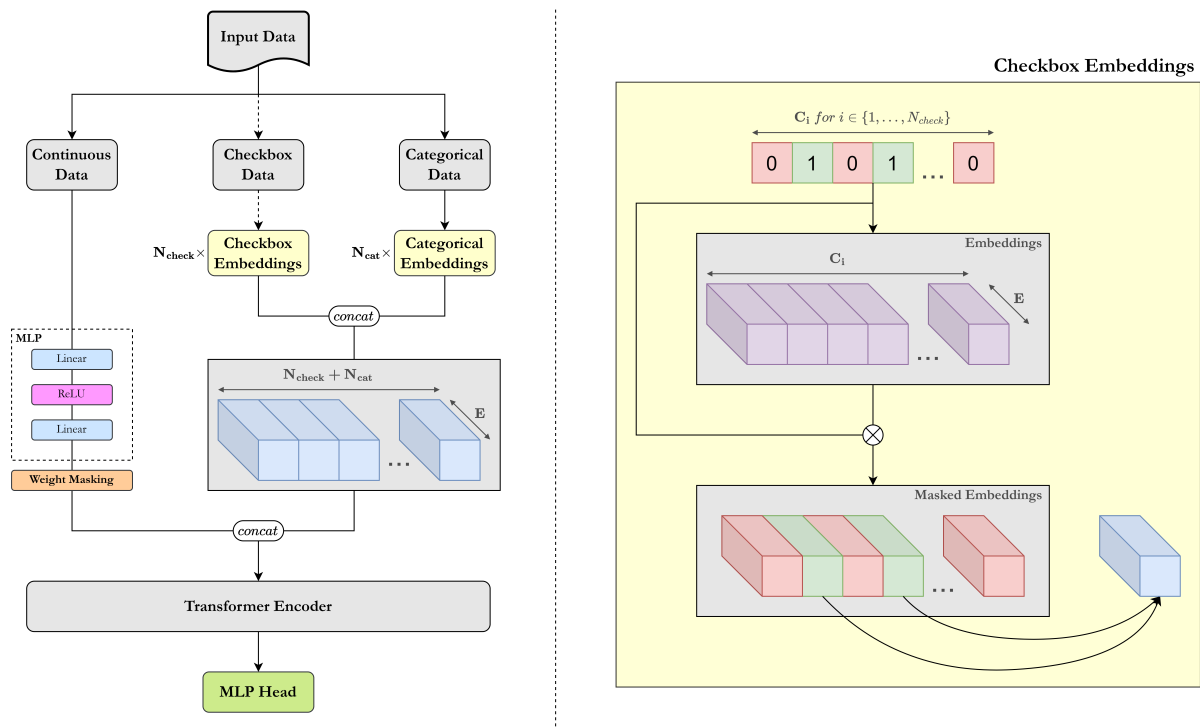 Input Data
Continuous
Data
Checkbox
Data
Categorical
Data
N_check ×
Checkbox
Embeddings
N_cat ×
Categorical
Embeddings
concat
MLP
Linear
ReLU
Linear
Weight Masking
N_check + N_cat
E
...
concat
Transformer Encoder
MLP Head
Checkbox Embeddings
C_i for i ∈ {1, . . . , N_check}
0 1 0 1 ... 0
Embeddings
C_i
E
...
Masked Embeddings
...